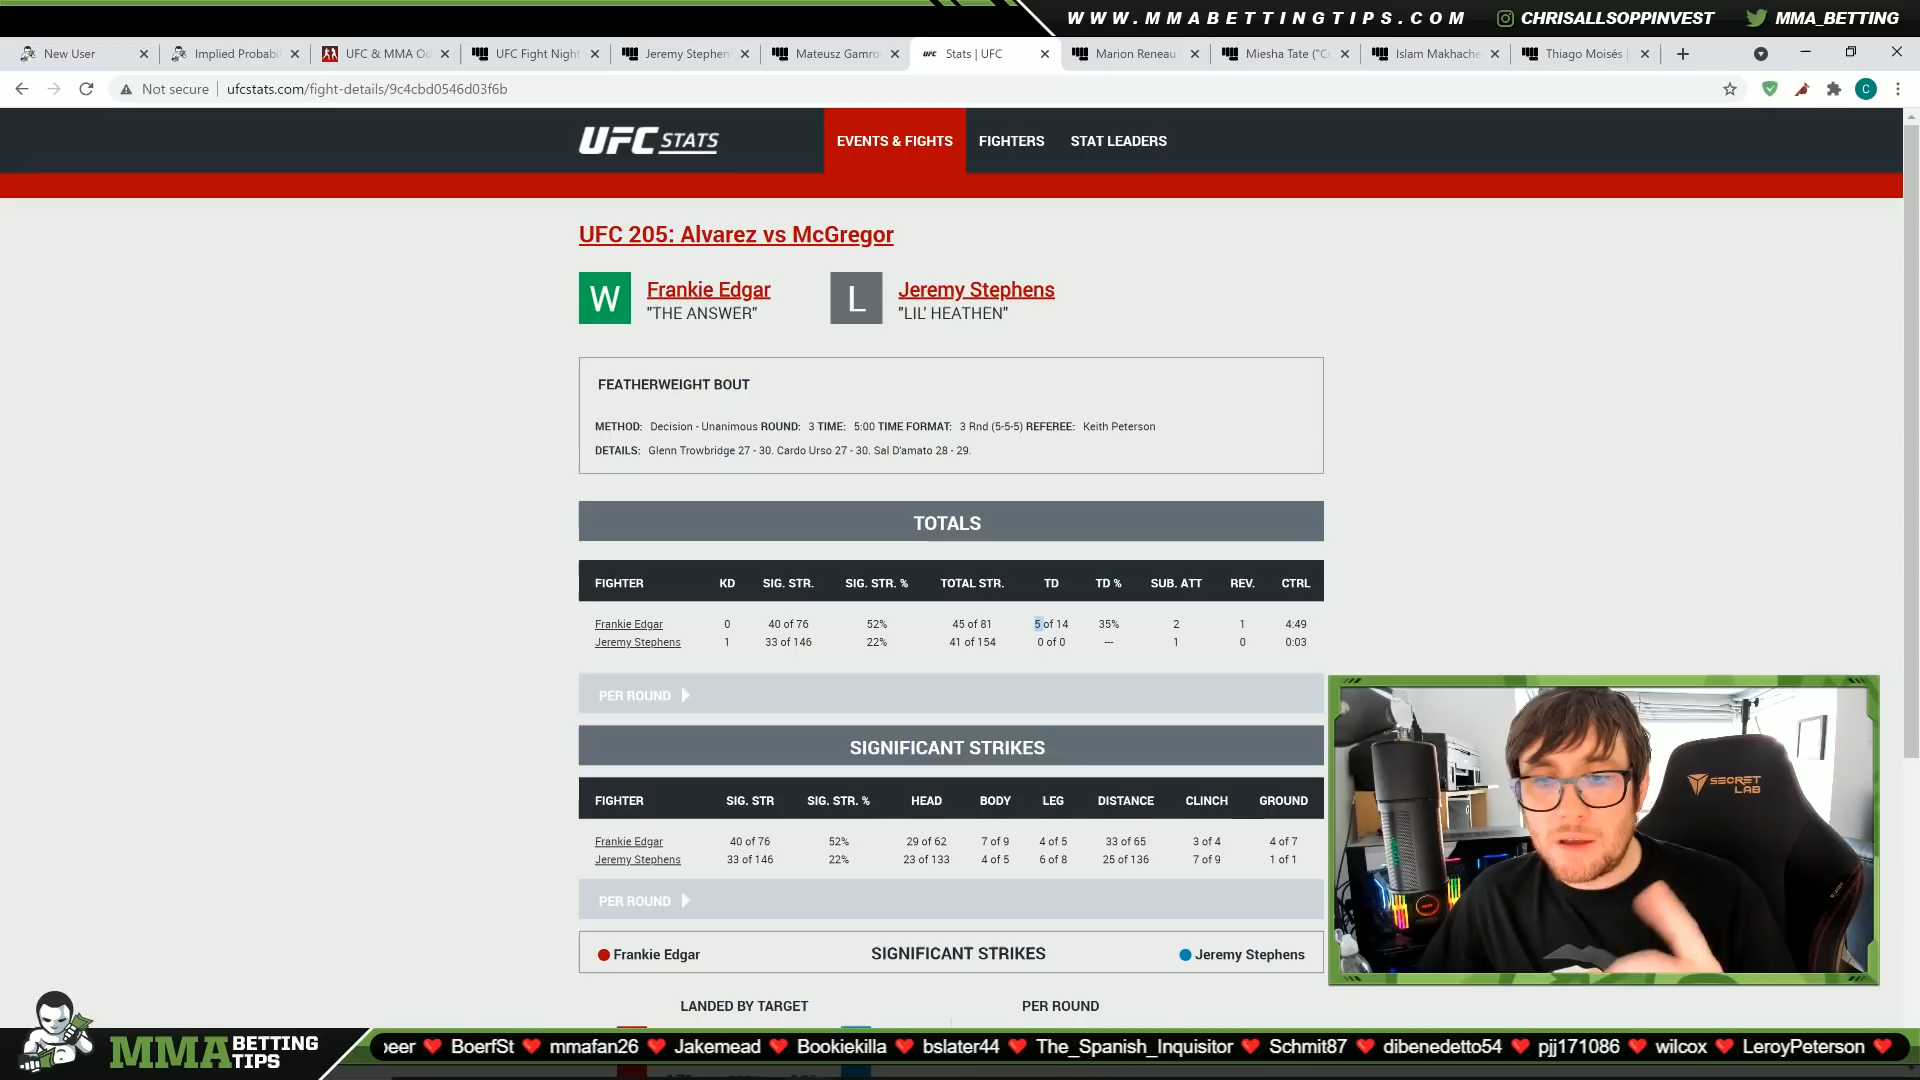 WWW.MMABETTINGTIPS.COM CHRISALLSOPPINVEST MMA_BETTING
New User Implied Probabi UFC & MMA Od UFC Fight Night Jeremy Stephen Mateusz Gamro Stats | UFC Marion Reneau Miesha Tate ("Cu Islam Makhache Thiago Moisés |
Not secure ufcstats.com/fight-details/9c4cbd0546d03f6b C
UFC STATS EVENTS & FIGHTS FIGHTERS STAT LEADERS
UFC 205: Alvarez vs McGregor
W Frankie Edgar "THE ANSWER"
L Jeremy Stephens "LIL' HEATHEN"
FEATHERWEIGHT BOUT
METHOD: Decision - Unanimous ROUND: 3 TIME: 5:00 TIME FORMAT: 3 Rnd (5-5-5) REFEREE: Keith Peterson
DETAILS: Glenn Trowbridge 27 - 30. Cardo Urso 27 - 30. Sal D'amato 28 - 29.
TOTALS
FIGHTER KD SIG. STR. SIG. STR. % TOTAL STR. TD TD % SUB. ATT REV. CTRL
Frankie Edgar 0 40 of 76 52% 45 of 81 5 of 14 35% 2 1 4:49
Jeremy Stephens 1 33 of 146 22% 41 of 154 0 of 0 --- 1 0 0:03
PER ROUND
SIGNIFICANT STRIKES
FIGHTER SIG. STR SIG. STR. % HEAD BODY LEG DISTANCE CLINCH GROUND
Frankie Edgar 40 of 76 52% 29 of 62 7 of 9 4 of 5 33 of 65 3 of 4 4 of 7
Jeremy Stephens 33 of 146 22% 23 of 133 4 of 5 6 of 8 25 of 136 7 of 9 1 of 1
PER ROUND
Frankie Edgar SIGNIFICANT STRIKES Jeremy Stephens
LANDED BY TARGET PER ROUND
SECRET
LAB
MMA BETTING TIPS
peer BoerfSt mmafan26 Jakemead Bookiekilla bslater44 The_Spanish_Inquisitor Schmit87 dibenedetto54 pjj171086 wilcox LeroyPeterson